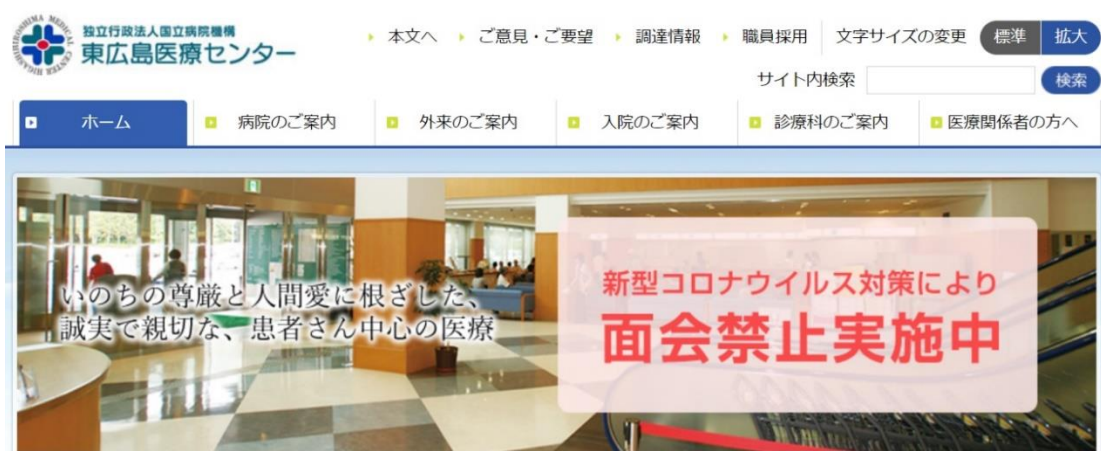 独立行政法人国立病院機構
東広島医療センター
本文へ ご意見・ご要望 調達情報 職員採用 文字サイズの変更 標準 拡大
サイト内検索 検索
ホーム 病院のご案内 外来のご案内 入院のご案内 診療科のご案内 医療関係者の方へ
いのちの尊厳と人間愛に根ざした、
誠実で親切な、患者さん中心の医療
新型コロナウイルス対策により
面会禁止実施中